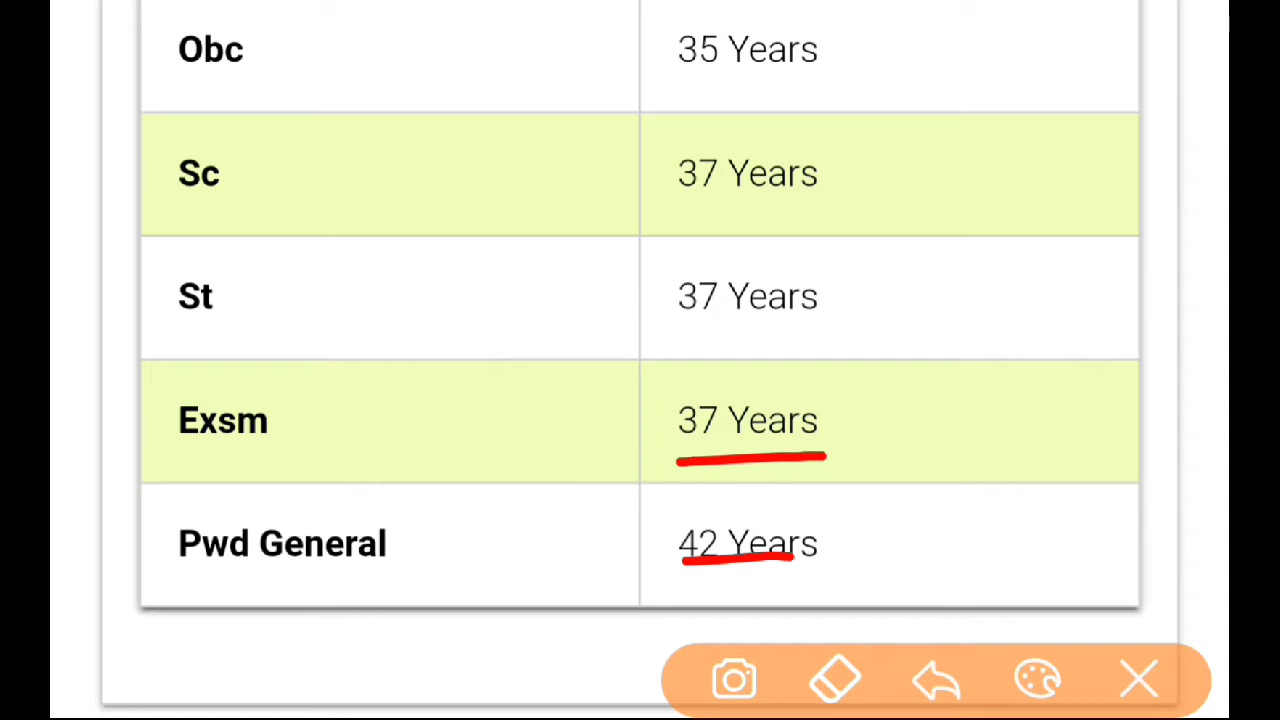 Obc 35 Years
Sc 37 Years
St 37 Years
Exsm 37 Years
Pwd General 42 Years